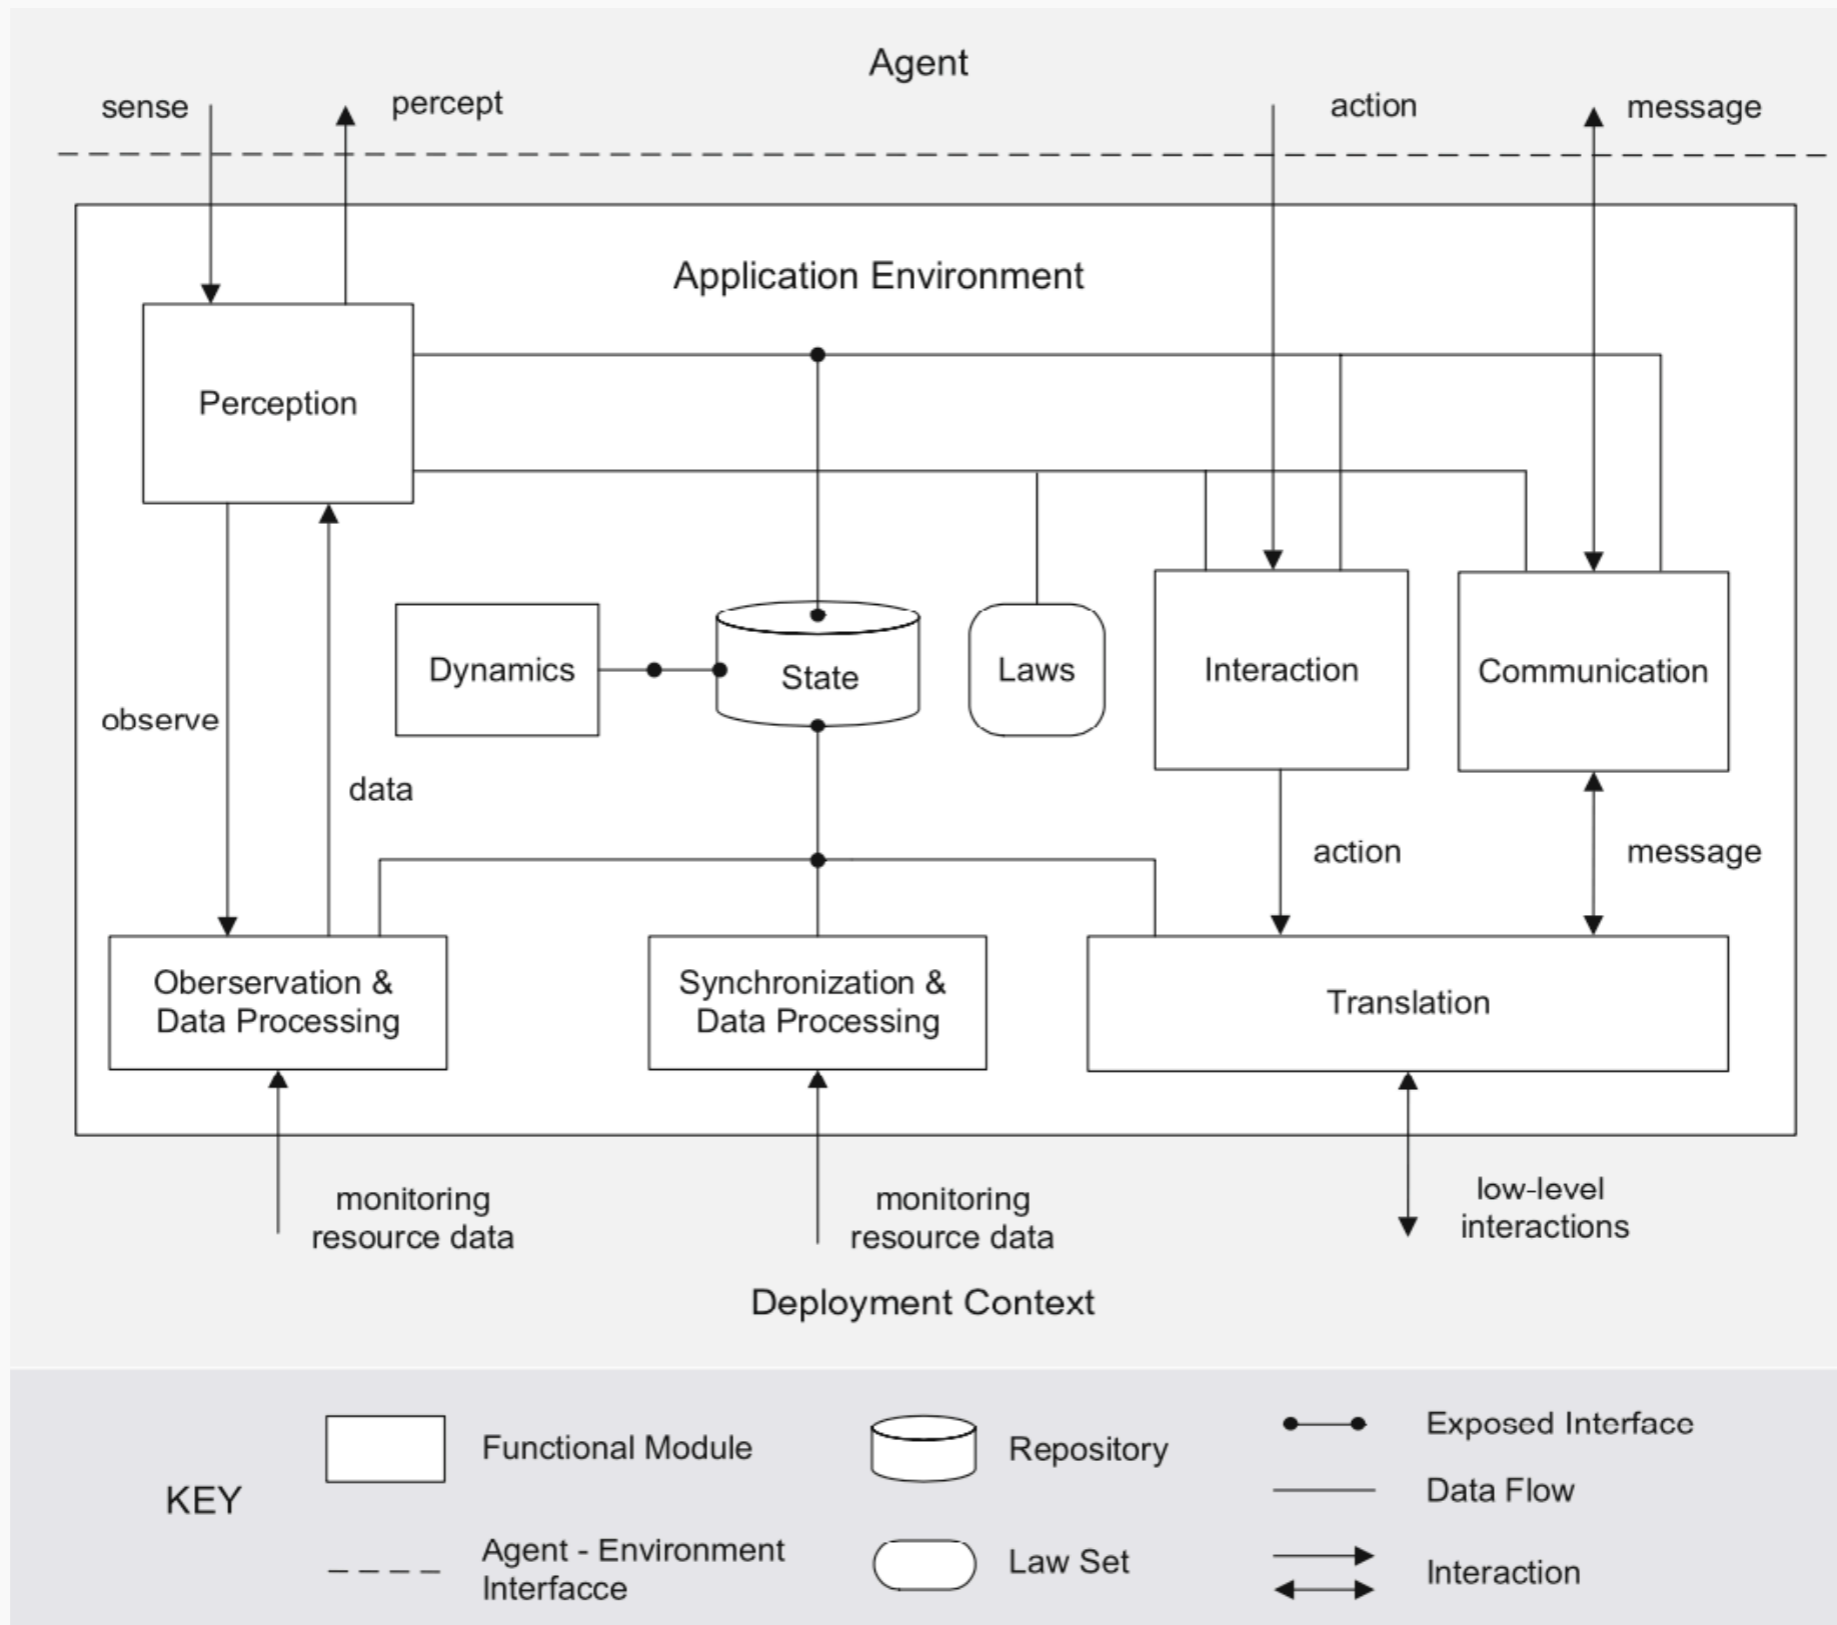 Agent
sense
percept
action
message
Application Environment
Perception
Dynamics
State
Laws
Interaction
Communication
observe
data
action
message
Oberservation &
Data Processing
Synchronization &
Data Processing
Translation
monitoring
resource data
monitoring
resource data
low-level
interactions
Deployment Context
KEY
Functional Module
Agent - Environment
Interfacce
Repository
Law Set
Exposed Interface
Data Flow
Interaction